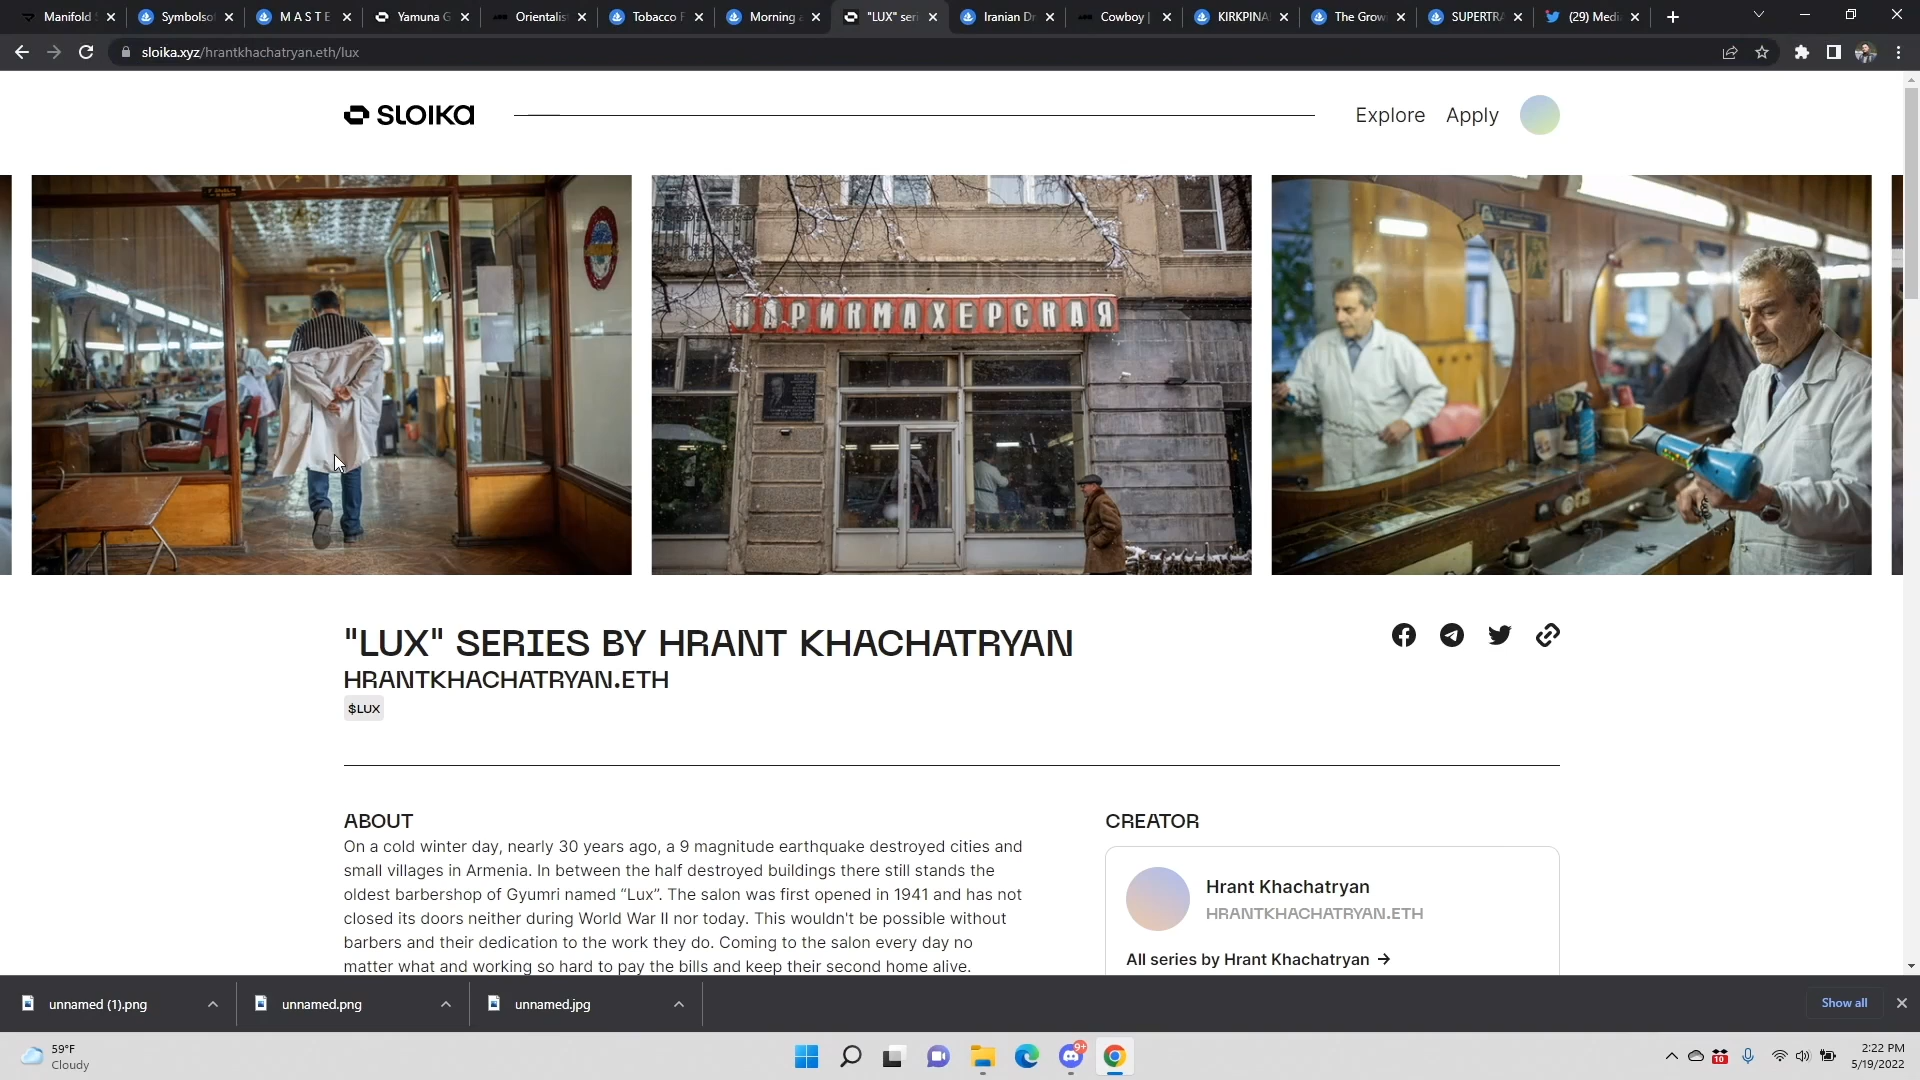 Manifold
Symbolsof
M A S T E
Yamuna G
Orientalis
Tobacco F
Morning a
"LUX" seri
Iranian Dr
Cowboy |
KIRKPINA
The Grow
SUPERTRA
(29) Medi
sloika.xyz/hrantkhachatryan.eth/lux
SLOIKA
Explore
Apply
ПАРИКМАХЕРСКАЯ
"LUX" SERIES BY HRANT KHACHATRYAN
HRANTKHACHATRYAN.ETH
$LUX
ABOUT
On a cold winter day, nearly 30 years ago, a 9 magnitude earthquake destroyed cities and
small villages in Armenia. In between the half destroyed buildings there still stands the
oldest barbershop of Gyumri named “Lux”. The salon was first opened in 1941 and has not
closed its doors neither during World War II nor today. This wouldn't be possible without
barbers and their dedication to the work they do. Coming to the salon every day no
matter what and working so hard to pay the bills and keep their second home alive.
CREATOR
Hrant Khachatryan
HRANTKHACHATRYAN.ETH
All series by Hrant Khachatryan →
unnamed (1).png
unnamed.png
unnamed.jpg
Show all
59°F
Cloudy
9+
10
2:22 PM
5/19/2022